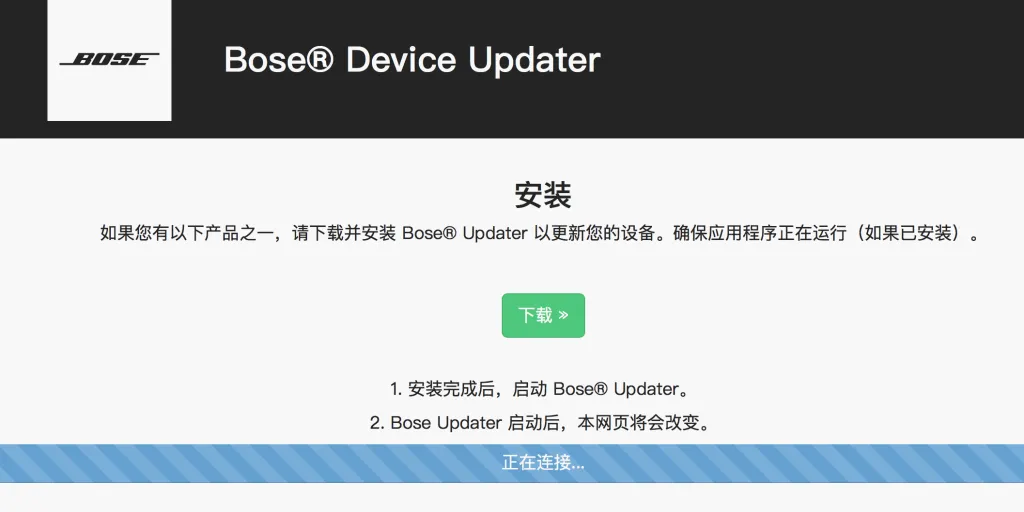 BOSE
Bose® Device Updater
安装
如果您有以下产品之一，请下载并安装 Bose® Updater 以更新您的设备。确保应用程序正在运行（如果已安装）。
下载 »
1. 安装完成后，启动 Bose® Updater。
2. Bose Updater 启动后，本网页将会改变。
正在连接...